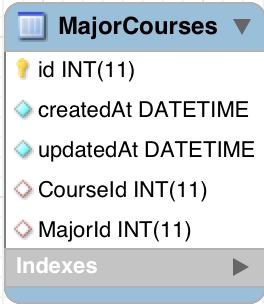 MajorCourses
id INT(11)
createdAt DATETIME
updatedAt DATETIME
CourseId INT(11)
MajorId INT(11)
Indexes